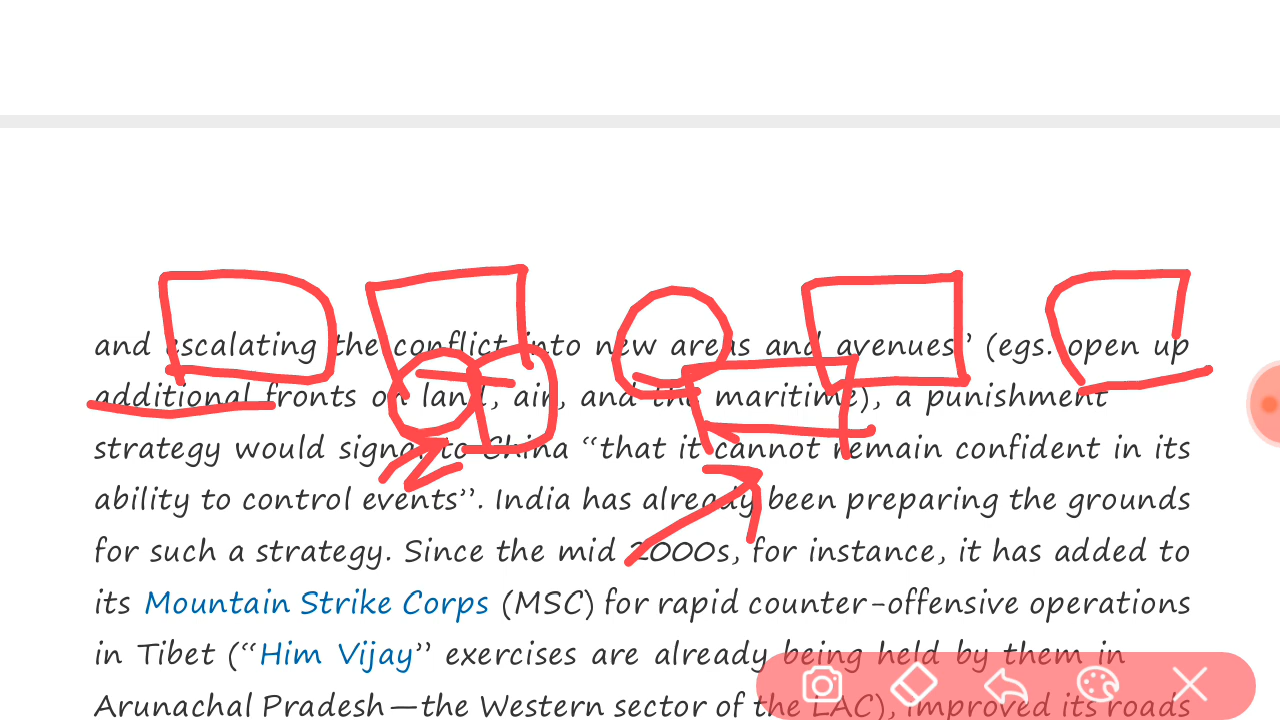 and escalating the conflict into new areas and avenues” (egs. open up
additional fronts on land, air, and the maritime), a punishment
strategy would signal to China “that it cannot remain confident in its
ability to control events”. India has already been preparing the grounds
for such a strategy. Since the mid 2000s, for instance, it has added to
its Mountain Strike Corps (MSC) for rapid counter-offensive operations
in Tibet (“Him Vijay” exercises are already being held by them in
Arunachal Pradesh—the Western sector of the LAC), improved its roads